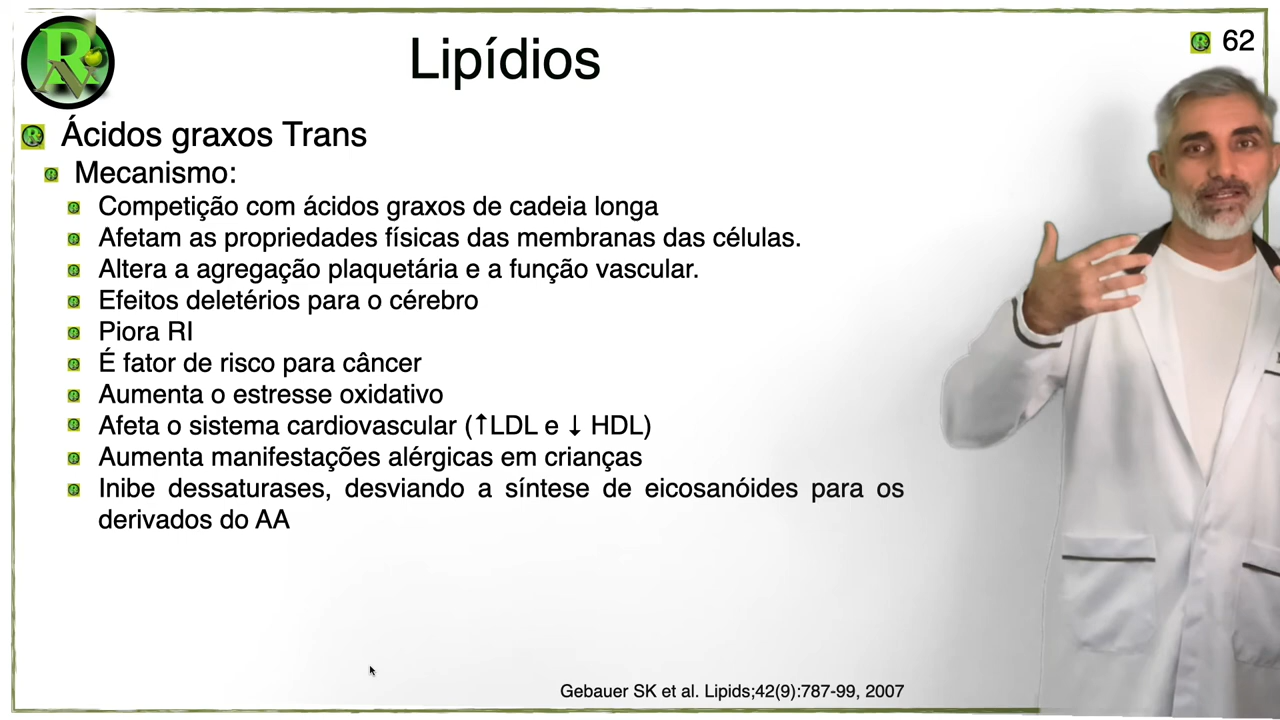 Lipídios
62
Ácidos graxos Trans
Mecanismo:
Competição com ácidos graxos de cadeia longa
Afetam as propriedades físicas das membranas das células.
Altera a agregação plaquetária e a função vascular.
Efeitos deletérios para o cérebro
Piora RI
É fator de risco para câncer
Aumenta o estresse oxidativo
Afeta o sistema cardiovascular (↑LDL e ↓ HDL)
Aumenta manifestações alérgicas em crianças
Inibe dessaturases, desviando a síntese de eicosanóides para os
derivados do AA
Gebauer SK et al. Lipids;42(9):787-99, 2007